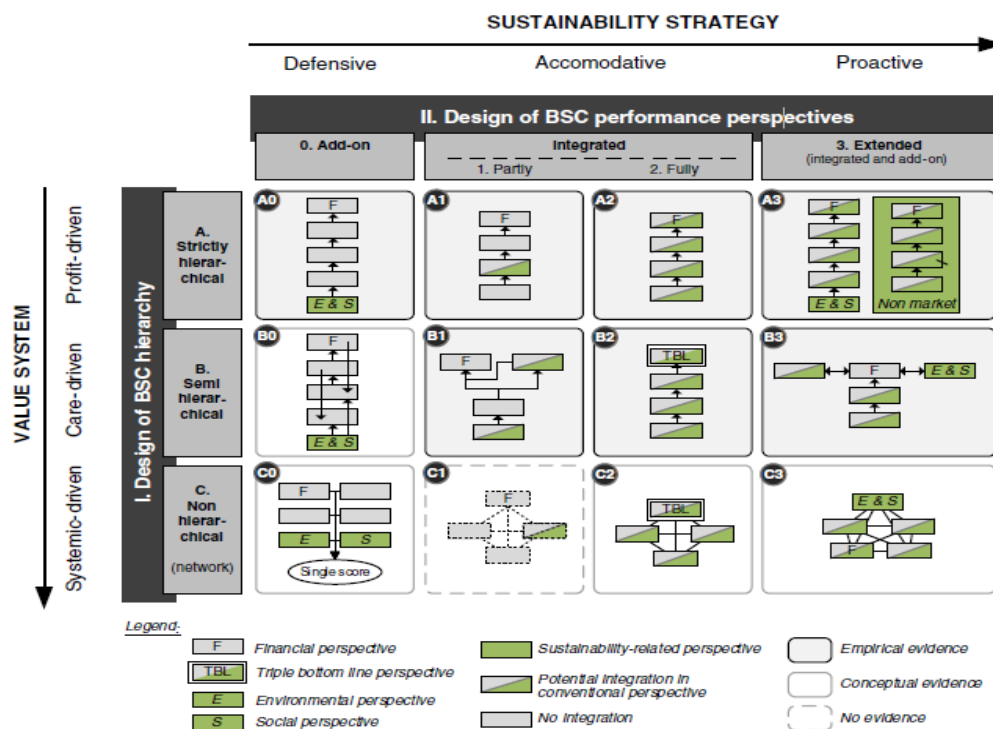 SUSTAINABILITY STRATEGY
Defensive
Accomodative
Proactive
II. Design of BSC performance perspectives
0. Add-on
Integrated
1. Partly
2. Fully
3. Extended
(integrated and add-on)
VALUE SYSTEM
Profit-driven
Care-driven
Systemic-driven
I. Design of BSC hierarchy
A.
Strictly
hierar-
chical
A0
F
E & S
A1
F
A2
F
A3
F
E & S
F
Non market
B.
Semi
hierar-
chical
B0
F
E & S
B1
F
B2
TBL
B3
F
E & S
C.
Non
hierar-
chical
(network)
C0
F
E
S
Single score
C1
F
C2
TBL
C3
E & S
F
Legend:
F
Financial perspective
TBL
Triple bottom line perspective
E
Environmental perspective
S
Social perspective
Sustainability-related perspective
Potential integration in
conventional perspective
No integration
Empirical evidence
Conceptual evidence
No evidence